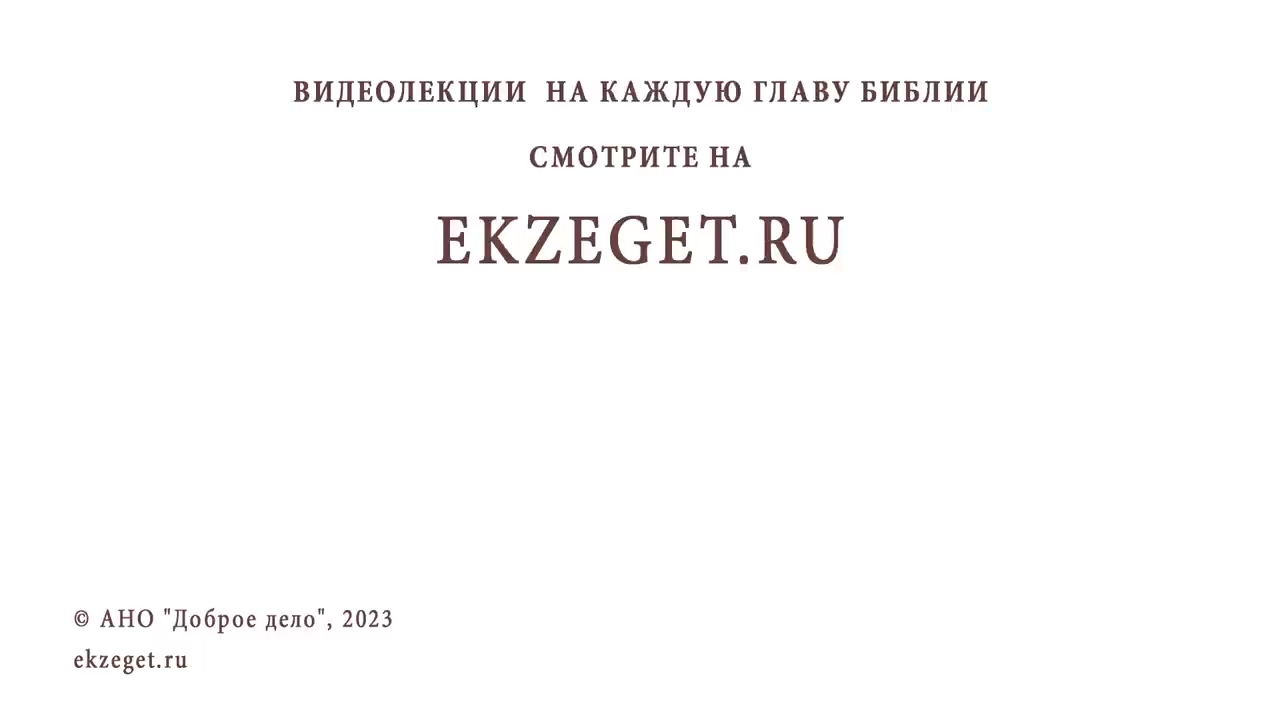 ВИДЕОЛЕКЦИИ НА КАЖДУЮ ГЛАВУ БИБЛИИ
СМОТРИТЕ НА
EKZEGET.RU
© АНО "Доброе дело", 2023
ekzeget.ru